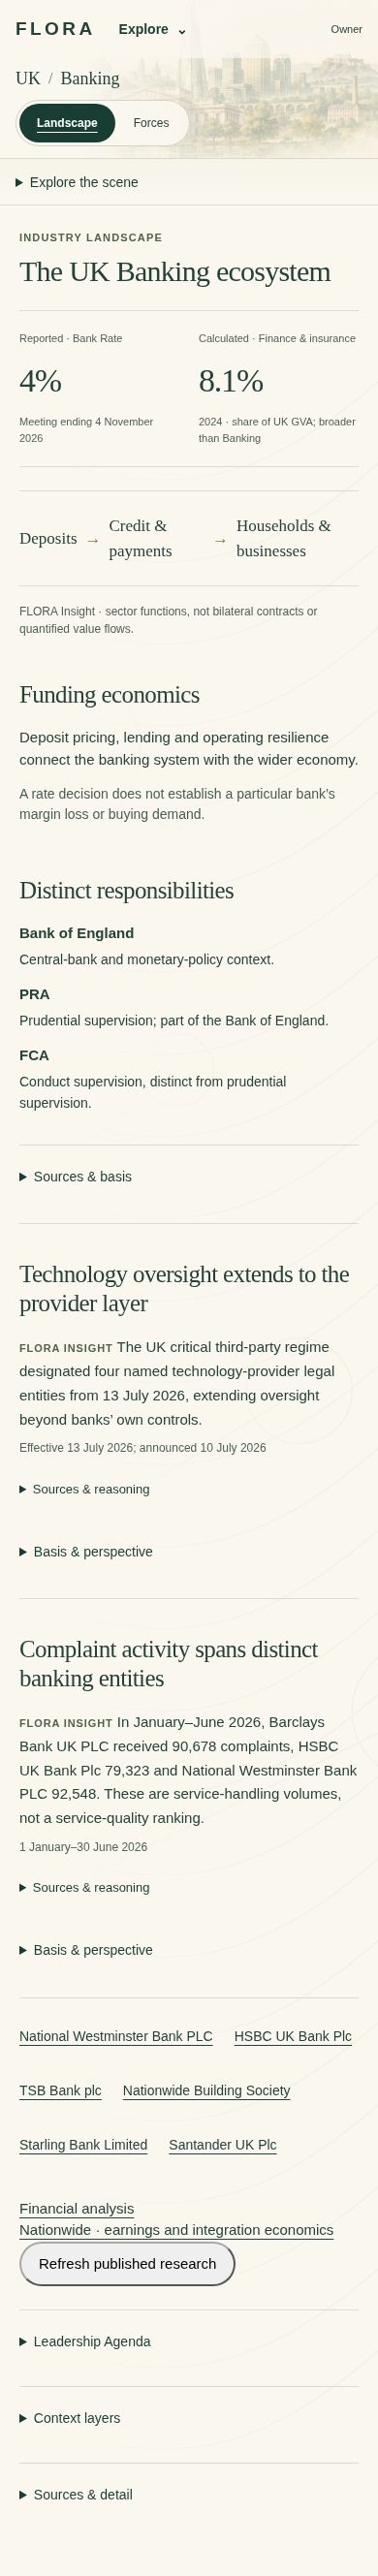 FLORA Explore ⌄ Owner
UK / Banking
Landscape Forces
▶ Explore the scene
INDUSTRY LANDSCAPE
The UK Banking ecosystem
Reported · Bank Rate
4%
Meeting ending 4 November
2026
Calculated · Finance & insurance
8.1%
2024 · share of UK GVA; broader
than Banking
Deposits → Credit &
payments → Households &
businesses
FLORA Insight · sector functions, not bilateral contracts or
quantified value flows.
Funding economics
Deposit pricing, lending and operating resilience
connect the banking system with the wider economy.
A rate decision does not establish a particular bank's
margin loss or buying demand.
Distinct responsibilities
Bank of England
Central-bank and monetary-policy context.
PRA
Prudential supervision; part of the Bank of England.
FCA
Conduct supervision, distinct from prudential
supervision.
▶ Sources & basis
Technology oversight extends to the
provider layer
FLORA INSIGHT The UK critical third-party regime
designated four named technology-provider legal
entities from 13 July 2026, extending oversight
beyond banks’ own controls.
Effective 13 July 2026; announced 10 July 2026
▶ Sources & reasoning
▶ Basis & perspective
Complaint activity spans distinct
banking entities
FLORA INSIGHT In January–June 2026, Barclays
Bank UK PLC received 90,678 complaints, HSBC
UK Bank Plc 79,323 and National Westminster Bank
PLC 92,548. These are service-handling volumes,
not a service-quality ranking.
1 January–30 June 2026
▶ Sources & reasoning
▶ Basis & perspective
National Westminster Bank PLC HSBC UK Bank Plc
TSB Bank plc Nationwide Building Society
Starling Bank Limited Santander UK Plc
Financial analysis
Nationwide · earnings and integration economics
Refresh published research
▶ Leadership Agenda
▶ Context layers
▶ Sources & detail